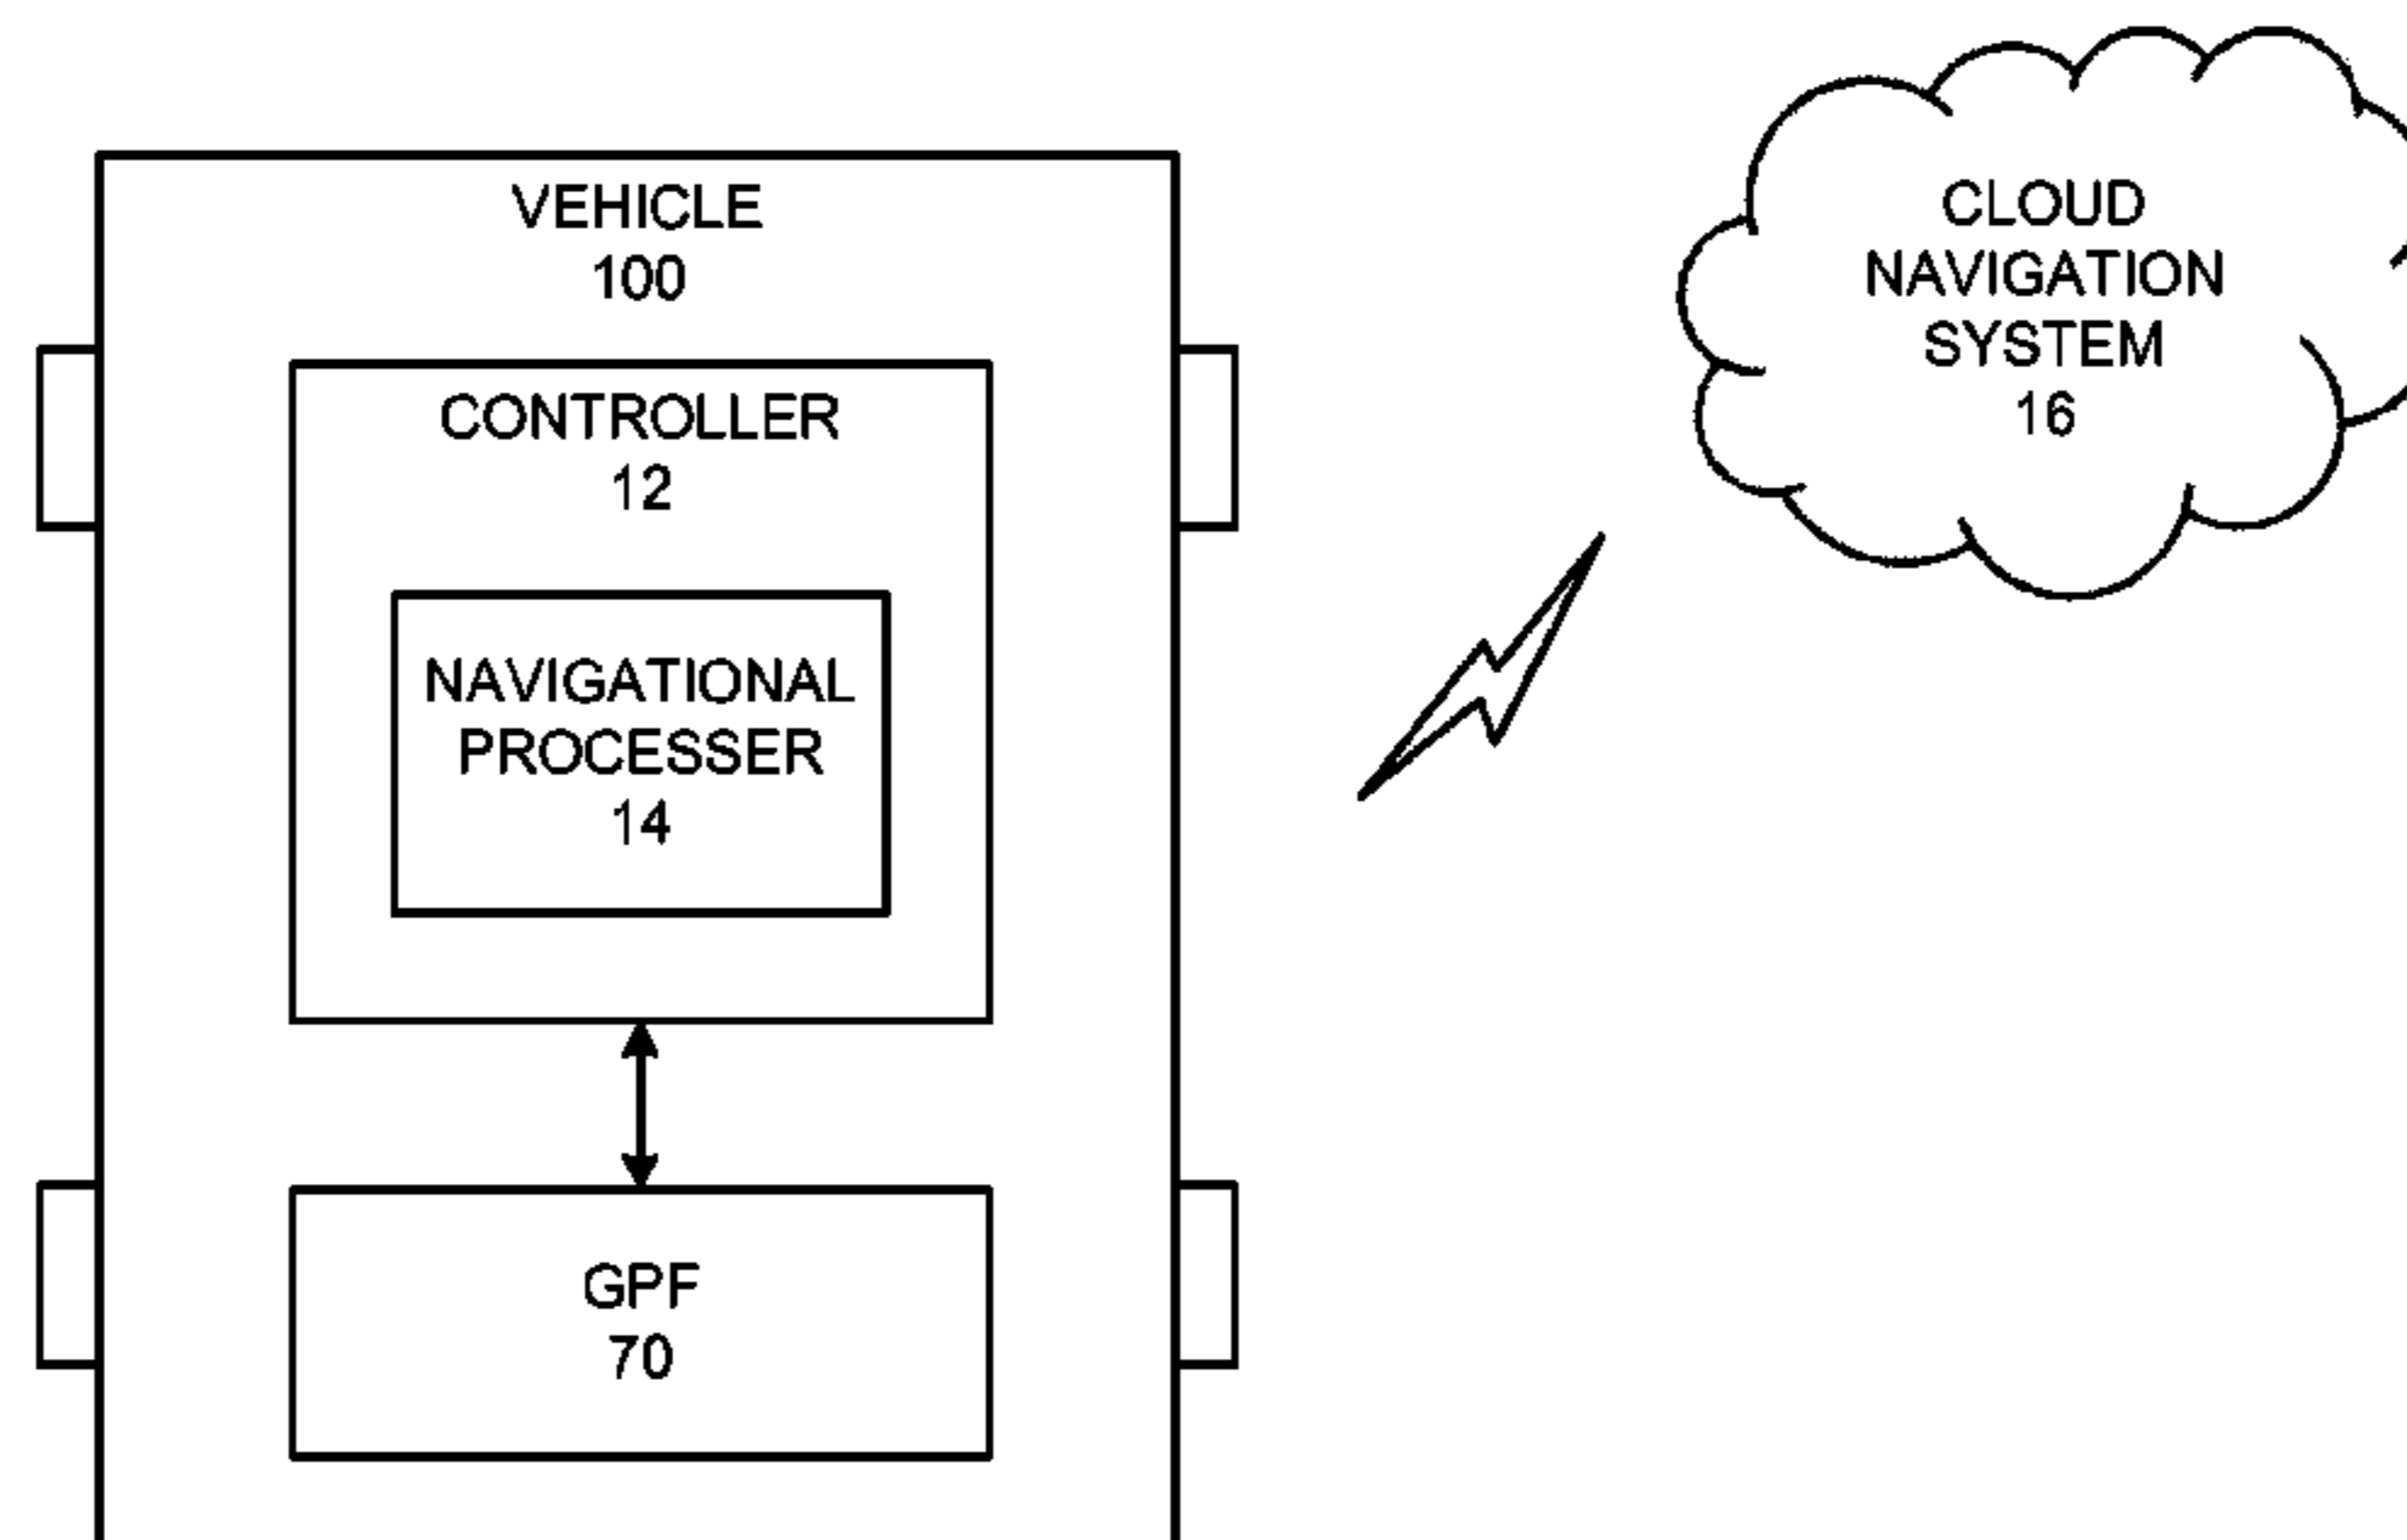 VEHICLE
100
CONTROLLER
12
NAVIGATIONAL
PROCESSER
14
GPF
70
CLOUD
NAVIGATION
SYSTEM
16